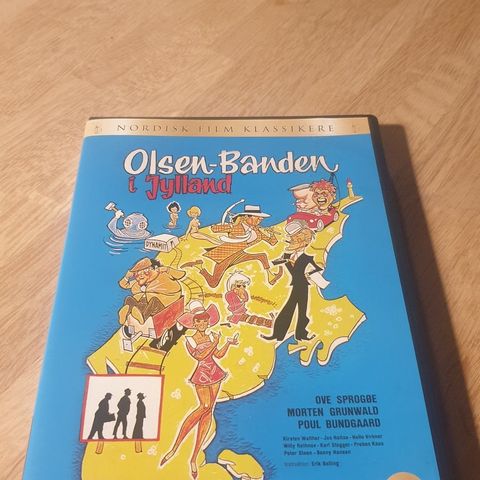 NORDISK FILM KLASSIKERE
Olsen-Banden
i Jylland
DYNAMIT
OVE SPROGØE
MORTEN GRUNWALD
POUL BUNDGAARD
Kirsten Walther · Jes Holtsø · Helle Virkner
Willy Rathnov · Karl Stegger · Preben Kaas
Peter Steen · Benny Hansen
Instruktion: Erik Balling